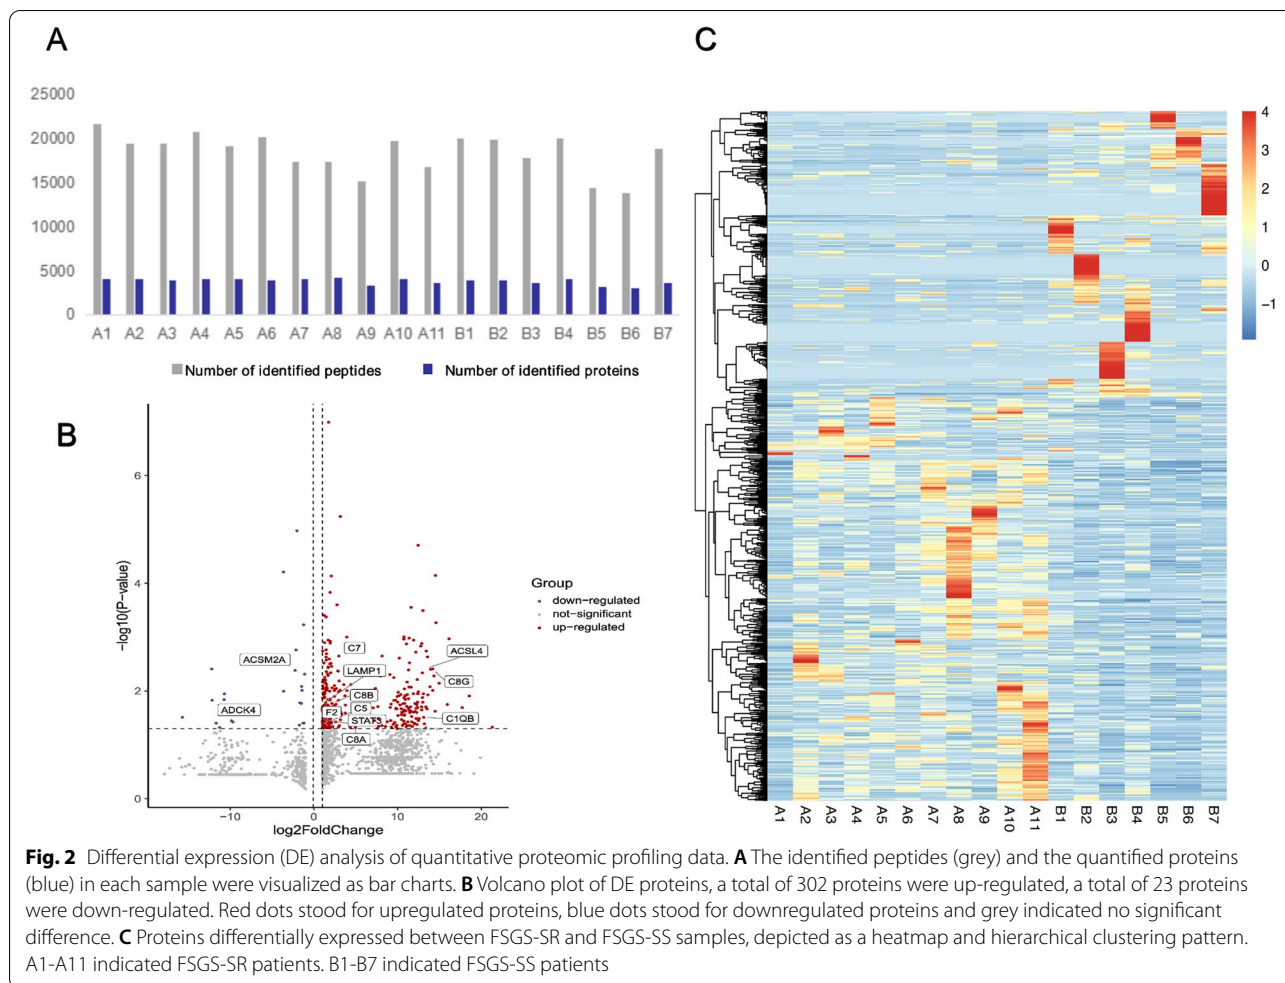 A
25000
20000
15000
10000
5000
0
A1 A2 A3 A4 A5 A6 A7 A8 A9 A10 A11 B1 B2 B3 B4 B5 B6 B7
Number of identified peptides Number of identified proteins
B
-log10(P-value)
6
4
2
0
C7
ACSM2A
ACSL4
LAMP1
C8G
C8B
ADCK4
F2
C5
STAT3
C1QB
C8A
−10 0 10 20
log2FoldChange
Group
down-regulated
not-significant
up-regulated
C
4
3
2
1
0
−1
A1 A2 A3 A4 A5 A6 A7 A8 A9 A10 A11 B1 B2 B3 B4 B5 B6 B7
Fig. 2 Differential expression (DE) analysis of quantitative proteomic profiling data. A The identified peptides (grey) and the quantified proteins
(blue) in each sample were visualized as bar charts. B Volcano plot of DE proteins, a total of 302 proteins were up-regulated, a total of 23 proteins
were down-regulated. Red dots stood for upregulated proteins, blue dots stood for downregulated proteins and grey indicated no significant
difference. C Proteins differentially expressed between FSGS-SR and FSGS-SS samples, depicted as a heatmap and hierarchical clustering pattern.
A1-A11 indicated FSGS-SR patients. B1-B7 indicated FSGS-SS patients